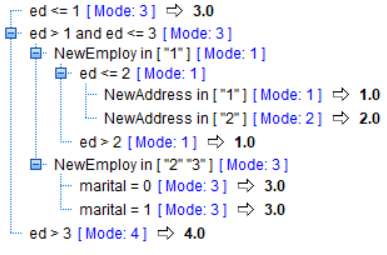 ed <= 1 [ Mode: 3 ] ⇨ 3.0
ed > 1 and ed <= 3 [ Mode: 3 ]
NewEmploy in [ "1" ] [ Mode: 1 ]
ed <= 2 [ Mode: 1 ]
NewAddress in [ "1" ] [ Mode: 1 ] ⇨ 1.0
NewAddress in [ "2" ] [ Mode: 2 ] ⇨ 2.0
ed > 2 [ Mode: 1 ] ⇨ 1.0
NewEmploy in [ "2" "3" ] [ Mode: 3 ]
marital = 0 [ Mode: 3 ] ⇨ 3.0
marital = 1 [ Mode: 3 ] ⇨ 3.0
ed > 3 [ Mode: 4 ] ⇨ 4.0